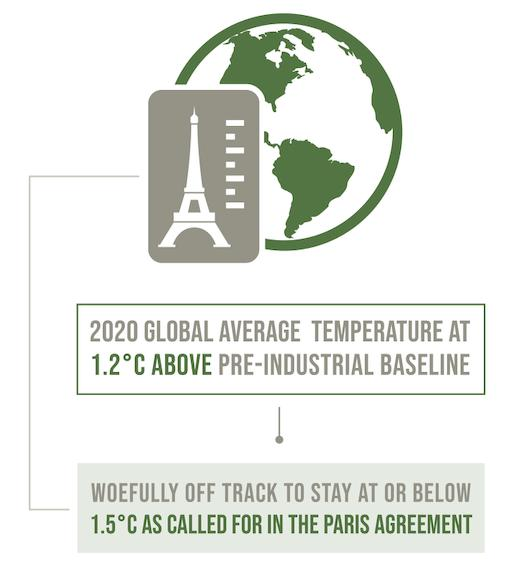 2020 GLOBAL AVERAGE TEMPERATURE AT
1.2°C ABOVE PRE-INDUSTRIAL BASELINE
WOEFULLY OFF TRACK TO STAY AT OR BELOW
1.5°C AS CALLED FOR IN THE PARIS AGREEMENT